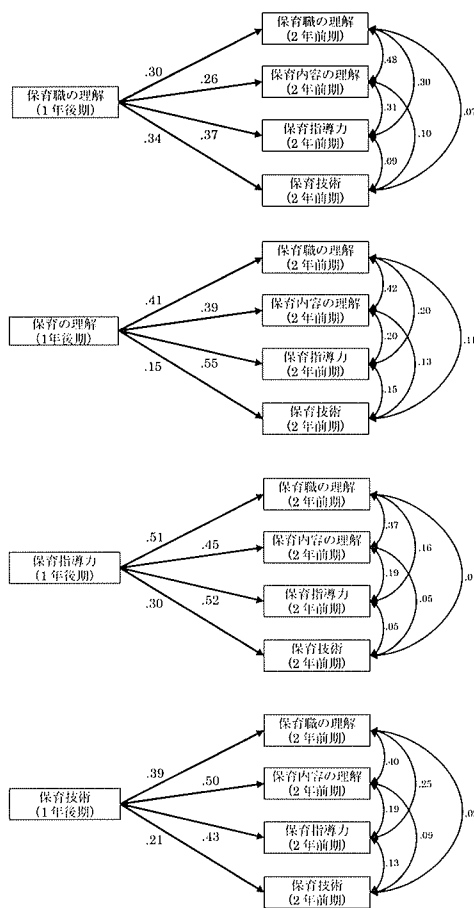 保育職の理解
(2年前期)
.30
.48
.26
保育内容の理解
(2年前期)
.30
保育職の理解
(1年後期)
.31
.07
.37
保育指導力
(2年前期)
.10
.34
.09
保育技術
(2年前期)
保育職の理解
(2年前期)
.41
.42
.39
保育内容の理解
(2年前期)
.20
保育の理解
(1年後期)
.20
.13
.11
.55
保育指導力
(2年前期)
.15
.15
保育技術
(2年前期)
保育職の理解
(2年前期)
.51
.37
.45
保育内容の理解
(2年前期)
.16
保育指導力
(1年後期)
.19
.05
.52
保育指導力
(2年前期)
.30
.05
保育技術
(2年前期)
保育職の理解
(2年前期)
.39
.40
.50
保育内容の理解
(2年前期)
.25
保育技術
(1年後期)
.19
.09
.43
保育指導力
(2年前期)
.21
.13
保育技術
(2年前期)